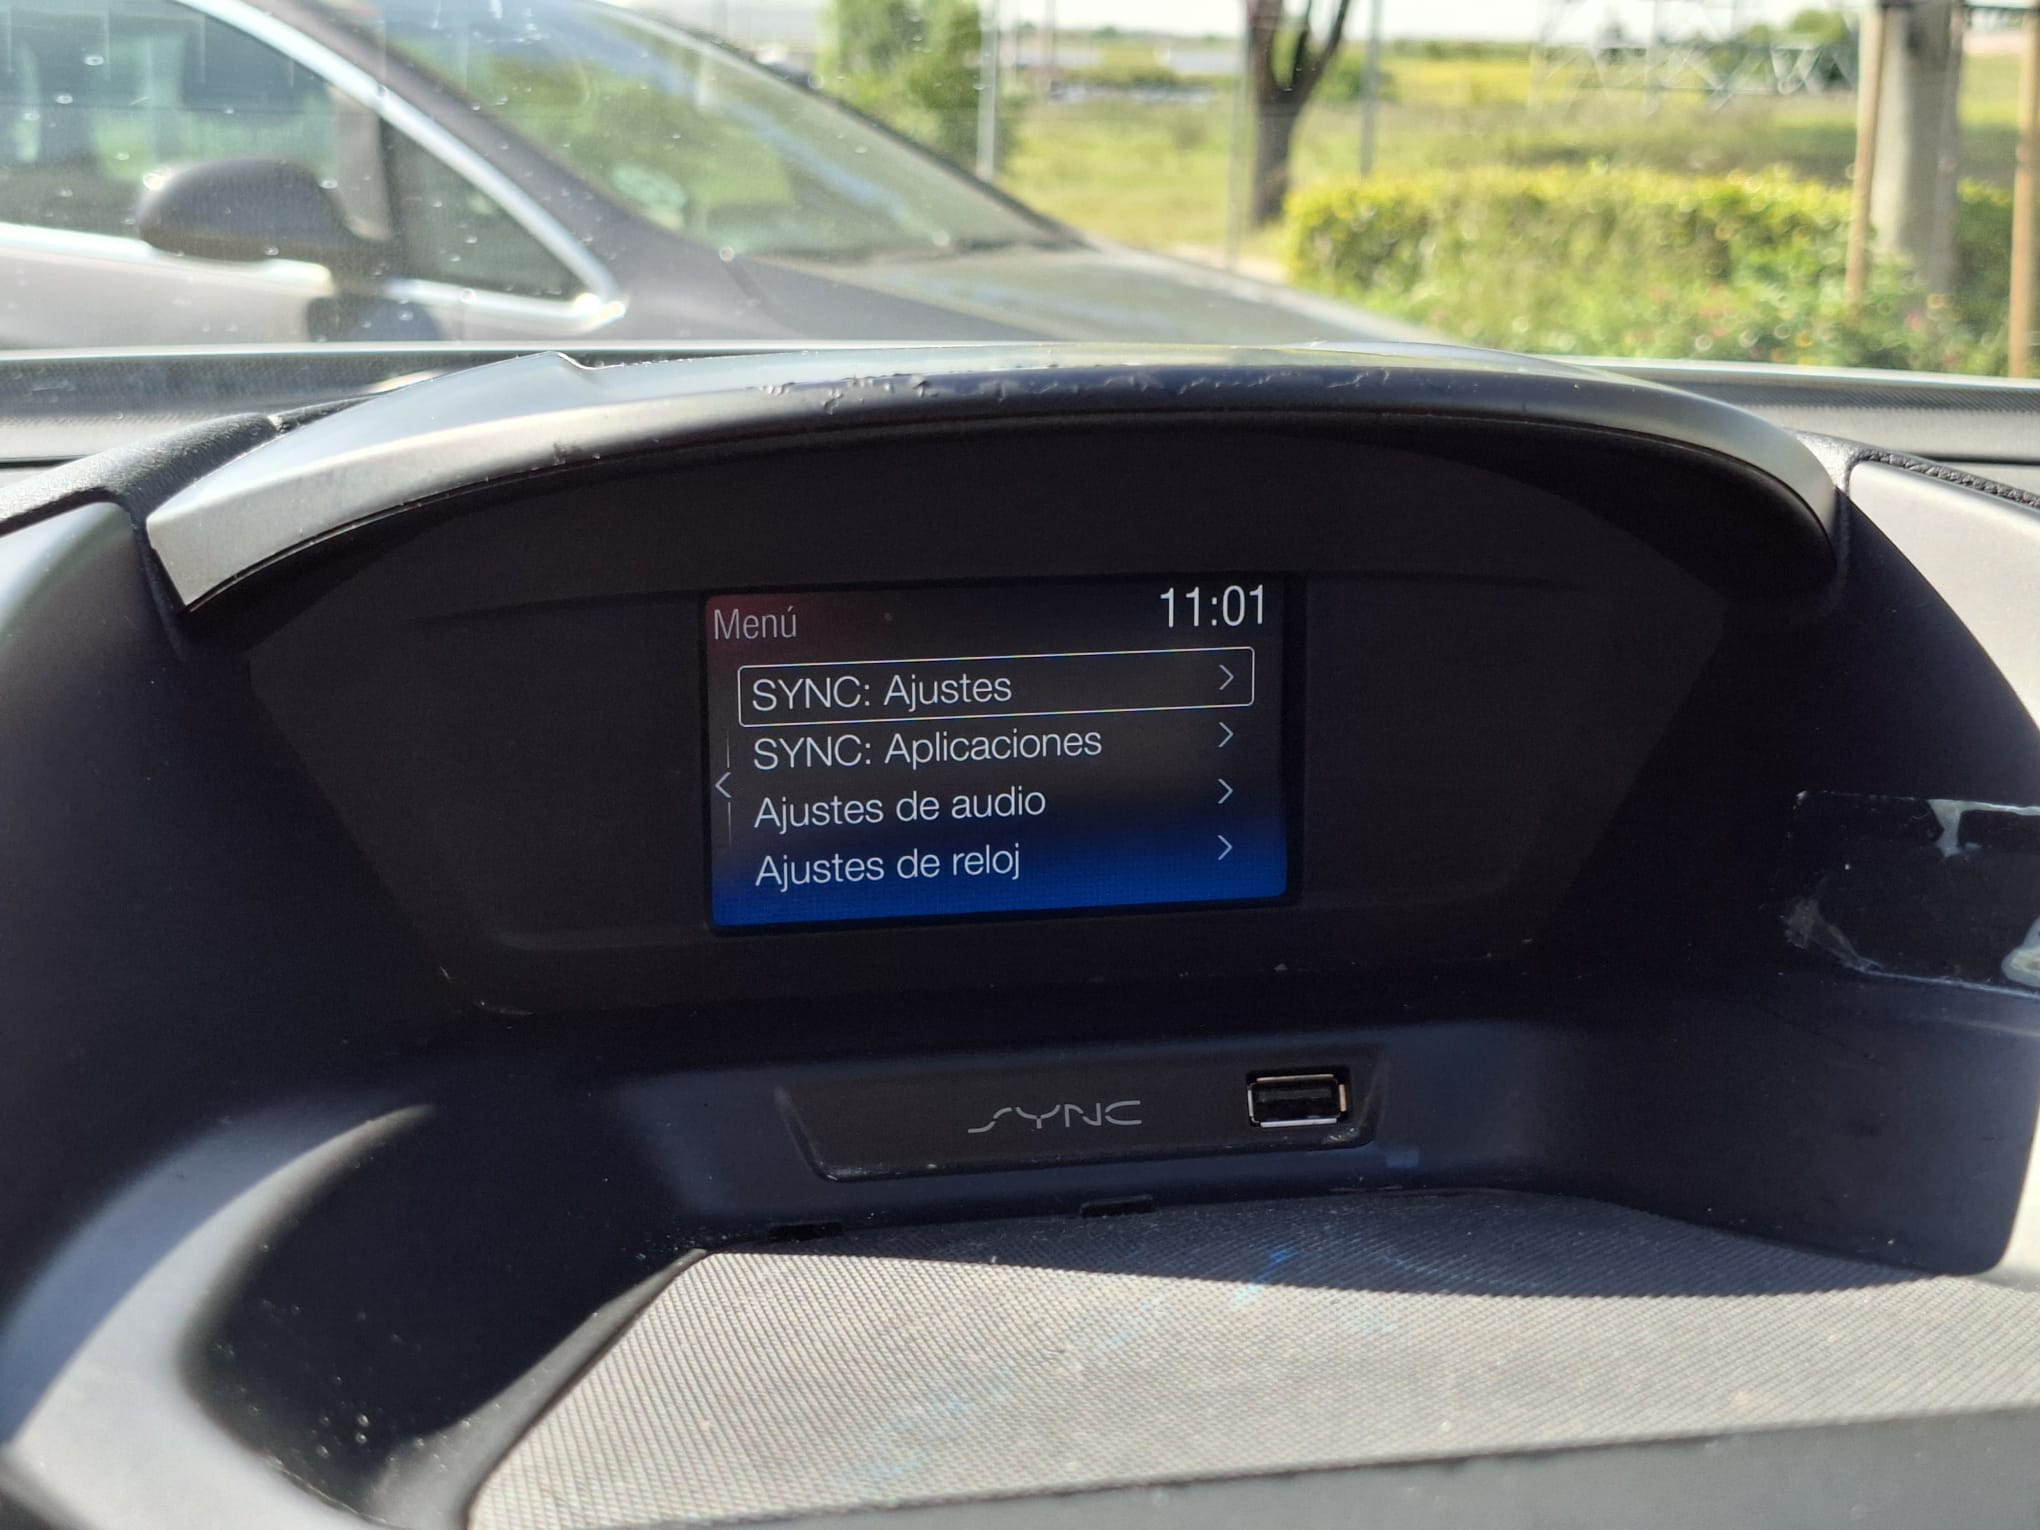 Menú
11:01
SYNC: Ajustes
SYNC: Aplicaciones
Ajustes de audio
Ajustes de reloj
SYNC